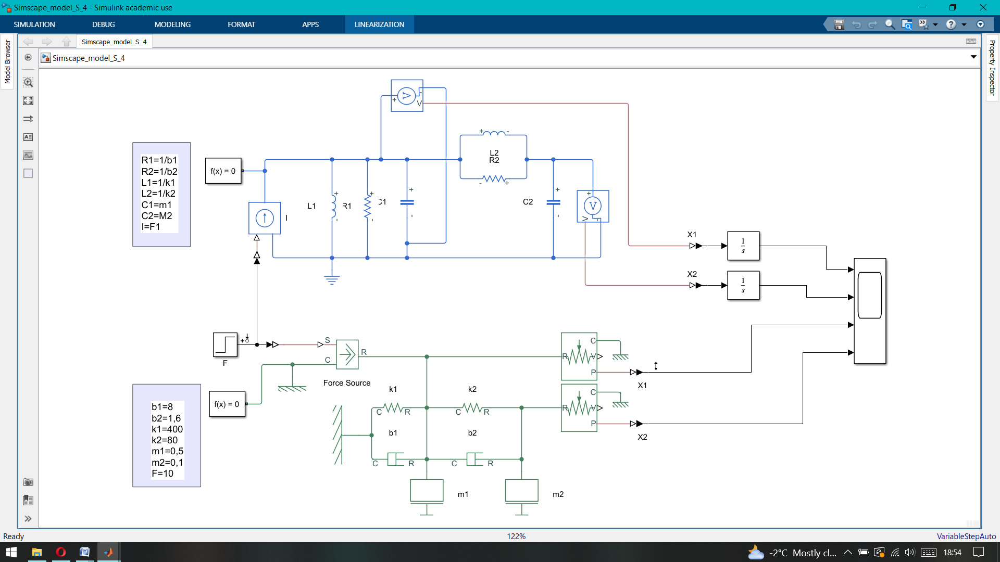 Simscape_model_S_4 - Simulink academic use
SIMULATION DEBUG MODELING FORMAT APPS LINEARIZATION
Model Browser
Simscape_model_S_4
Simscape_model_S_4
Property Inspector
R1=1/b1
R2=1/b2
L1=1/k1
L2=1/k2
C1=m1
C2=M2
I=F1
f(x) = 0
I
+ - V
V
L1
R1
C1
L2
R2
C2
V
V
X1
1
s
X2
1
s
F
S
C
R
Force Source
f(x) = 0
b1=8
b2=1,6
k1=400
k2=80
m1=0,5
m2=0,1
F=10
k1
C R
k2
C R
b1
C R
b2
C R
m1
m2
R C V P
X1
R C V P
X2
Ready
122%
VariableStepAuto
-2°C Mostly cl...
18:54